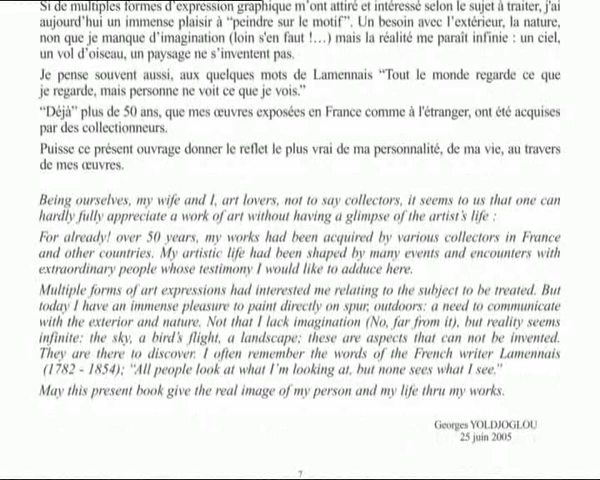 Si de multiples formes d'expression graphique m'ont attiré et intéressé selon le sujet à traiter, j'ai
aujourd'hui un immense plaisir à "peindre sur le motif". Un besoin avec l'extérieur, la nature,
non que je manque d'imagination (loin s'en faut !…) mais la réalité me paraît infinie : un ciel,
un vol d'oiseau, un paysage ne s'inventent pas.
Je pense souvent aussi, aux quelques mots de Lamennais "Tout le monde regarde ce que
je regarde, mais personne ne voit ce que je vois."
"Déjà" plus de 50 ans, que mes œuvres exposées en France comme à l'étranger, ont été acquises
par des collectionneurs.
Puisse ce présent ouvrage donner le reflet le plus vrai de ma personnalité, de ma vie, au travers
de mes œuvres.
Being ourselves, my wife and I, art lovers, not to say collectors, it seems to us that one can
hardly fully appreciate a work of art without having a glimpse of the artist's life :
For already! over 50 years, my works had been acquired by various collectors in France
and other countries. My artistic life had been shaped by many events and encounters with
extraordinary people whose testimony I would like to adduce here.
Multiple forms of art expressions had interested me relating to the subject to be treated. But
today I have an immense pleasure to paint directly on spur, outdoors: a need to communicate
with the exterior and nature. Not that I lack imagination (No, far from it), but reality seems
infinite: the sky, a bird's flight, a landscape; these are aspects that can not be invented.
They are there to discover. I often remember the words of the French writer Lamennais
(1782 - 1854); "All people look at what I'm looking at, but none sees what I see."
May this present book give the real image of my person and my life thru my works.
Georges YOLDJOGLOU
25 juin 2005
7